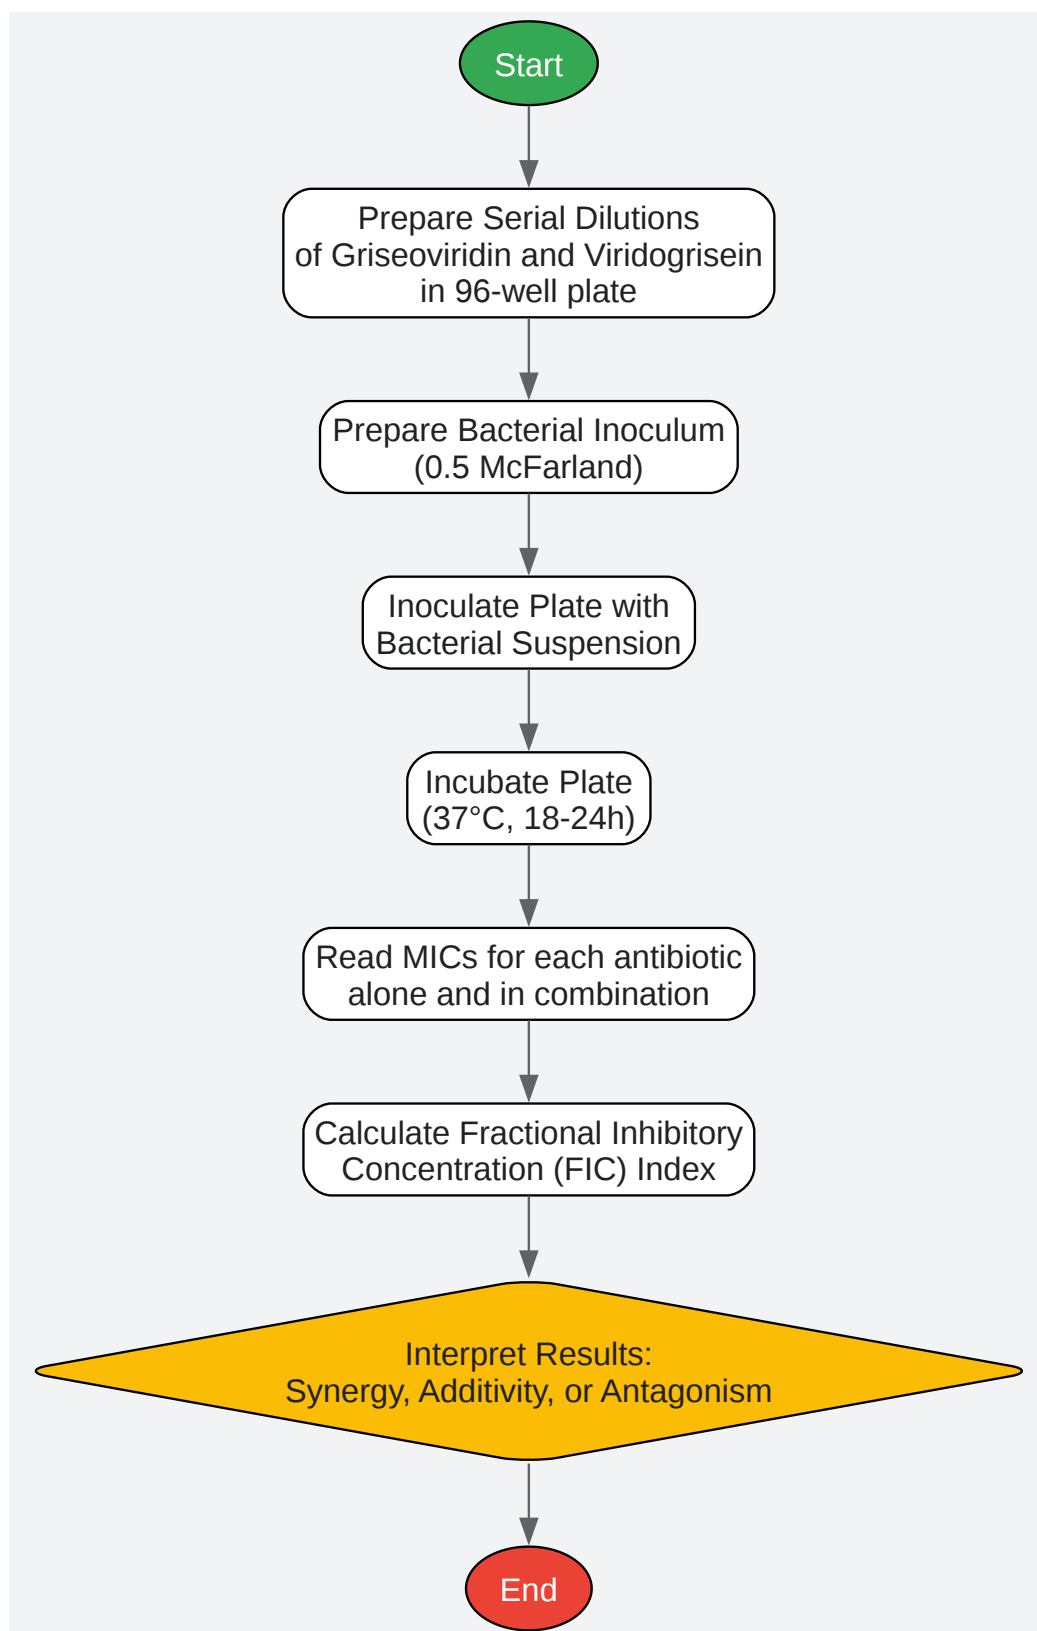 Start
Prepare Serial Dilutions
of Griseoviridin and Viridogrisein
in 96-well plate
Prepare Bacterial Inoculum
(0.5 McFarland)
Inoculate Plate with
Bacterial Suspension
Incubate Plate
(37°C, 18-24h)
Read MICs for each antibiotic
alone and in combination
Calculate Fractional Inhibitory
Concentration (FIC) Index
Interpret Results:
Synergy, Additivity, or Antagonism
End